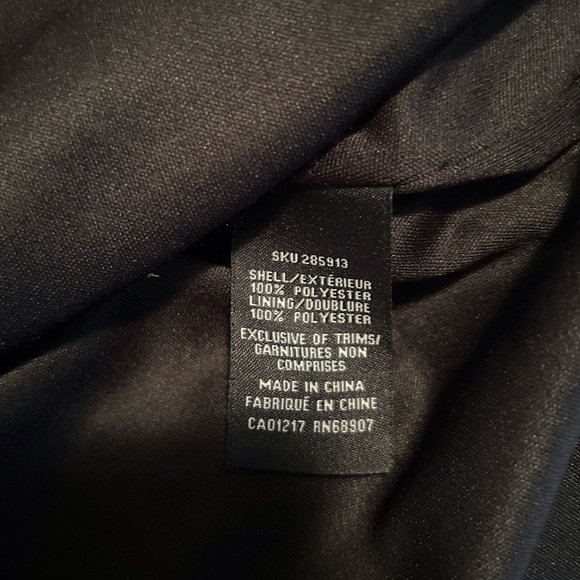 SKU 285913
SHELL/EXTÉRIEUR
100% POLYESTER
LINING/DOUBLURE
100% POLYESTER
EXCLUSIVE OF TRIMS/
GARNITURES NON
COMPRISES
MADE IN CHINA
FABRIQUÉ EN CHINE
CA01217 RN68907